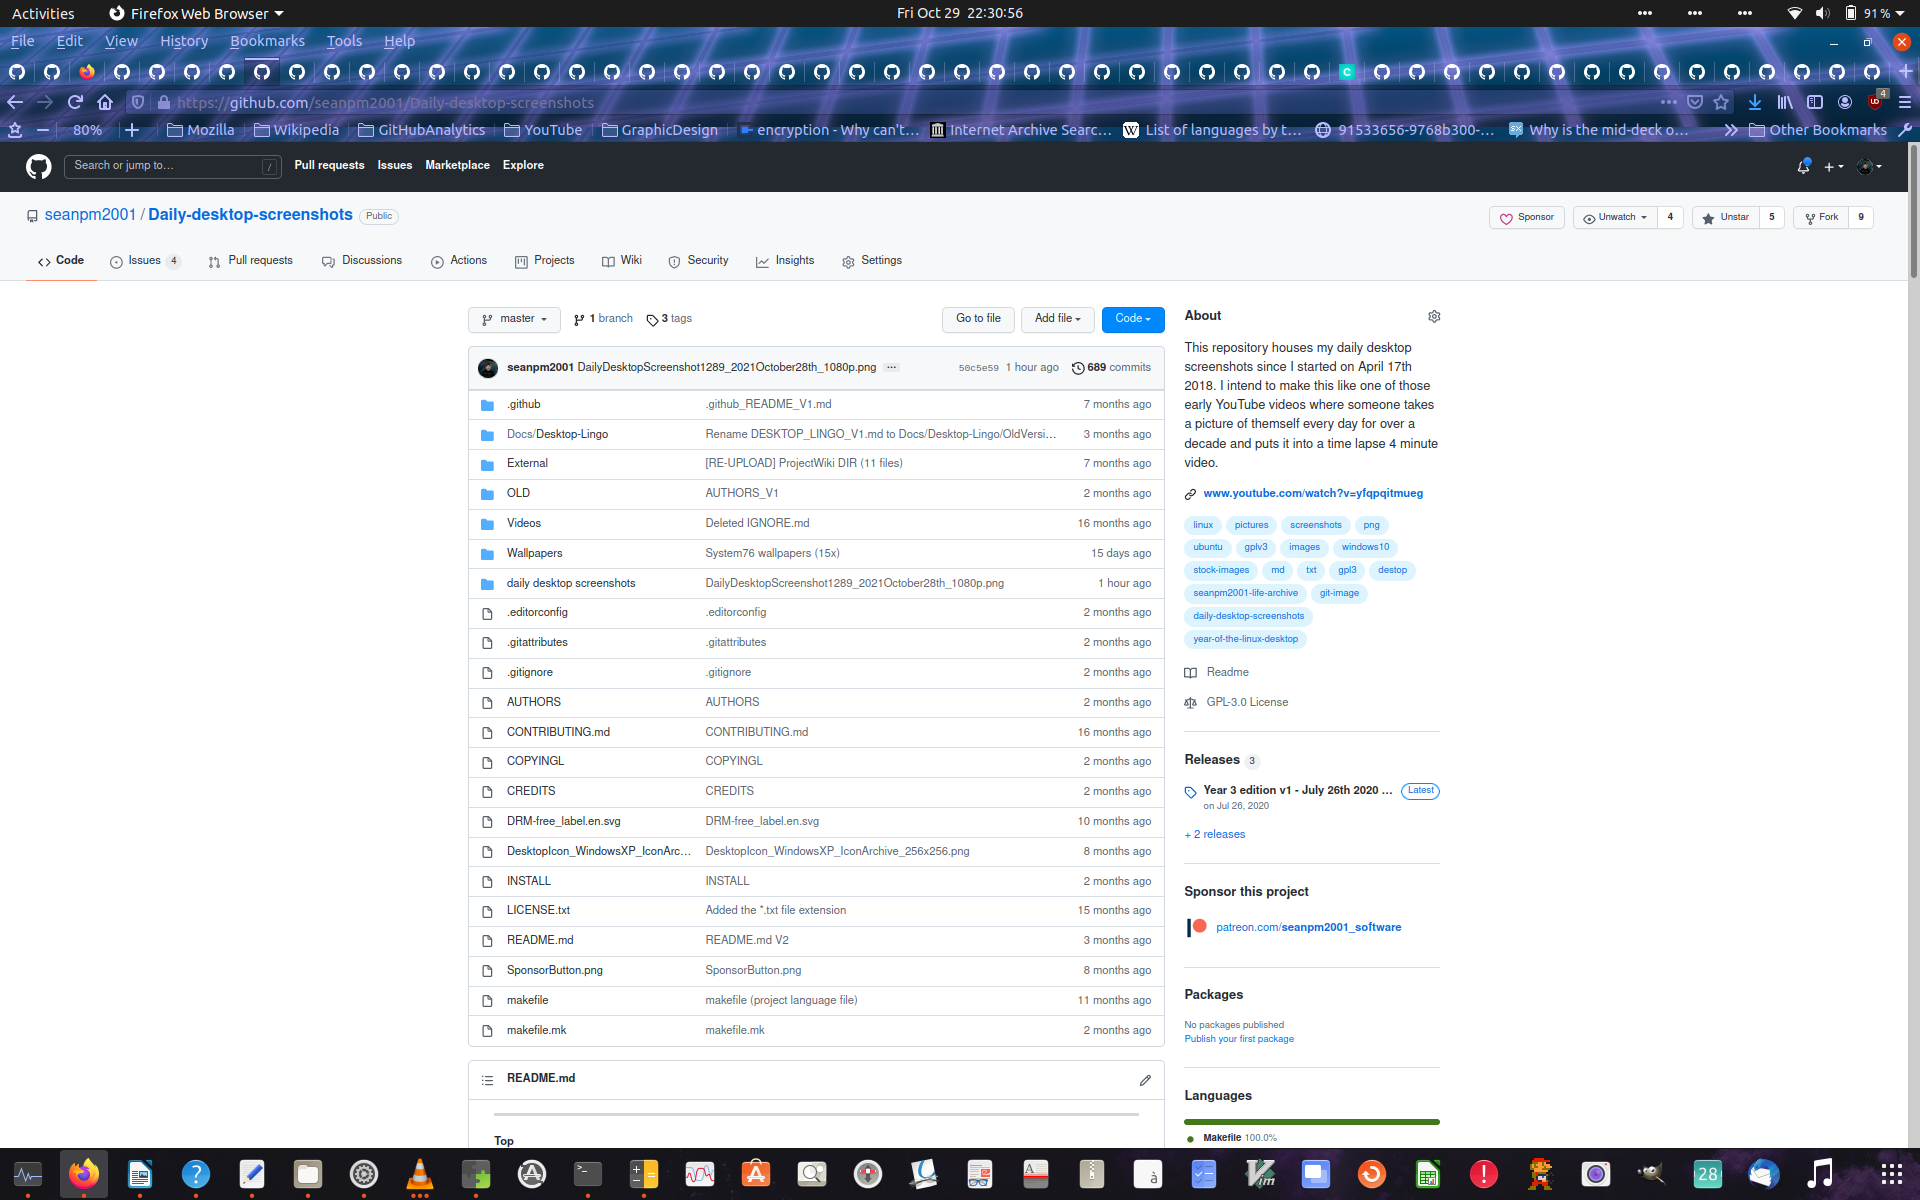 Activities Firefox Web Browser Fri Oct 29 22:30:56 91 %
File Edit View History Bookmarks Tools Help
https://github.com/seanpm2001/Daily-desktop-screenshots 4
80% Mozilla Wikipedia GitHubAnalytics YouTube GraphicDesign encryption - Why can't… Internet Archive Searc… List of languages by t… 91533656-9768b300-… Why is the mid-deck o… Other Bookmarks
Search or jump to… / Pull requests Issues Marketplace Explore
seanpm2001 / Daily-desktop-screenshots Public Sponsor Unwatch 4 Unstar 5 Fork 9
Code Issues 4 Pull requests Discussions Actions Projects Wiki Security Insights Settings
master 1 branch 3 tags Go to file Add file Code
seanpm2001 DailyDesktopScreenshot1289_2021October28th_1080p.png … 50c5e59 1 hour ago 689 commits
.github .github_README_V1.md 7 months ago
Docs/Desktop-Lingo Rename DESKTOP_LINGO_V1.md to Docs/Desktop-Lingo/OldVersi… 3 months ago
External [RE-UPLOAD] ProjectWiki DIR (11 files) 7 months ago
OLD AUTHORS_V1 2 months ago
Videos Deleted IGNORE.md 16 months ago
Wallpapers System76 wallpapers (15x) 15 days ago
daily desktop screenshots DailyDesktopScreenshot1289_2021October28th_1080p.png 1 hour ago
.editorconfig .editorconfig 2 months ago
.gitattributes .gitattributes 2 months ago
.gitignore .gitignore 2 months ago
AUTHORS AUTHORS 2 months ago
CONTRIBUTING.md CONTRIBUTING.md 16 months ago
COPYINGL COPYINGL 2 months ago
CREDITS CREDITS 2 months ago
DRM-free_label.en.svg DRM-free_label.en.svg 10 months ago
DesktopIcon_WindowsXP_IconArc… DesktopIcon_WindowsXP_IconArchive_256x256.png 8 months ago
INSTALL INSTALL 2 months ago
LICENSE.txt Added the *.txt file extension 15 months ago
README.md README.md V2 3 months ago
SponsorButton.png SponsorButton.png 8 months ago
makefile makefile (project language file) 11 months ago
makefile.mk makefile.mk 2 months ago
README.md
Top
About
This repository houses my daily desktop
screenshots since I started on April 17th
2018. I intend to make this like one of those
early YouTube videos where someone takes
a picture of themself every day for over a
decade and puts it into a time lapse 4 minute
video.
www.youtube.com/watch?v=yfqpqitmueg
linux pictures screenshots png
ubuntu gplv3 images windows10
stock-images md txt gpl3 destop
seanpm2001-life-archive git-image
daily-desktop-screenshots
year-of-the-linux-desktop
Readme
GPL-3.0 License
Releases 3
Year 3 edition v1 - July 26th 2020 … Latest
on Jul 26, 2020
+ 2 releases
Sponsor this project
patreon.com/seanpm2001_software
Packages
No packages published
Publish your first package
Languages
Makefile 100.0%
28